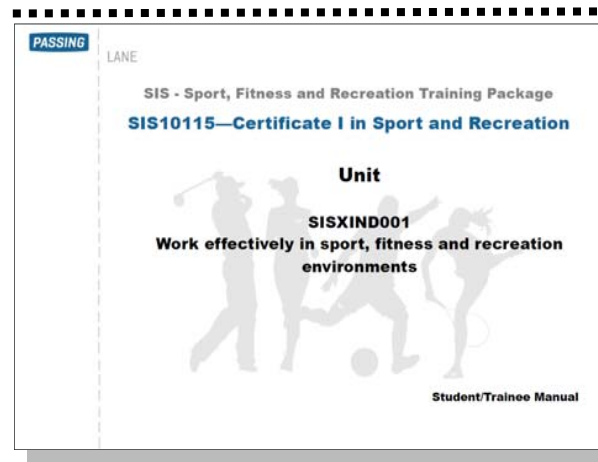 PASSING
LANE
SIS - Sport, Fitness and Recreation Training Package
SIS10115—Certificate I in Sport and Recreation
Unit
SISXIND001
Work effectively in sport, fitness and recreation
environments
Student/Trainee Manual